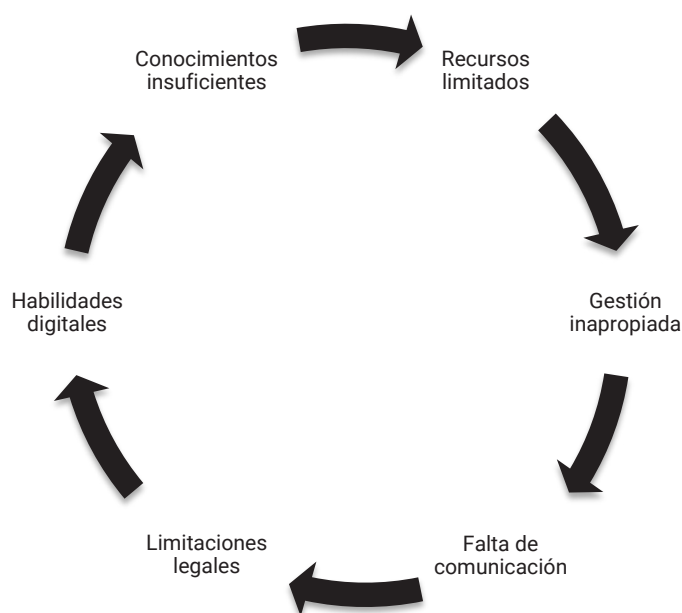 Conocimientos
insuficientes
Recursos
limitados
Gestión
inapropiada
Falta de
comunicación
Limitaciones
legales
Habilidades
digitales